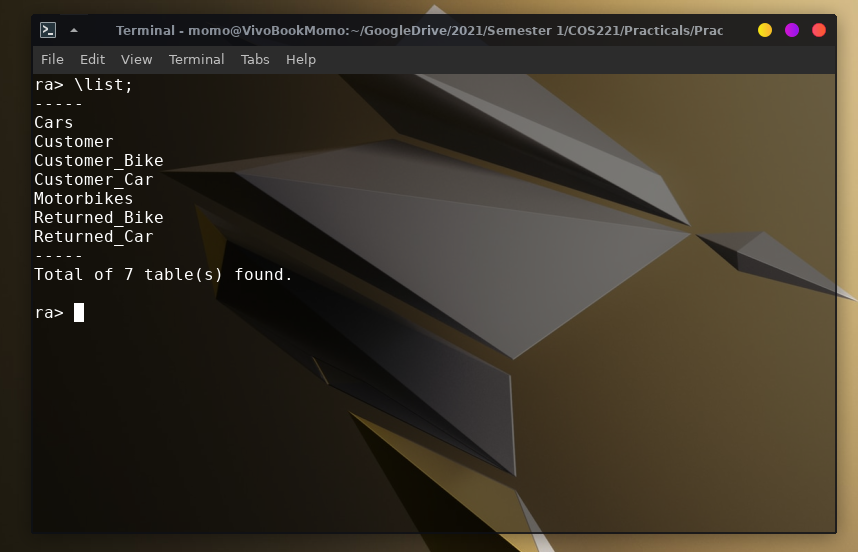 Terminal - momo@VivoBookMomo:~/GoogleDrive/2021/Semester 1/COS221/Practicals/Prac
File Edit View Terminal Tabs Help
ra> \list;
-----
Cars
Customer
Customer_Bike
Customer_Car
Motorbikes
Returned_Bike
Returned_Car
-----
Total of 7 table(s) found.
ra>